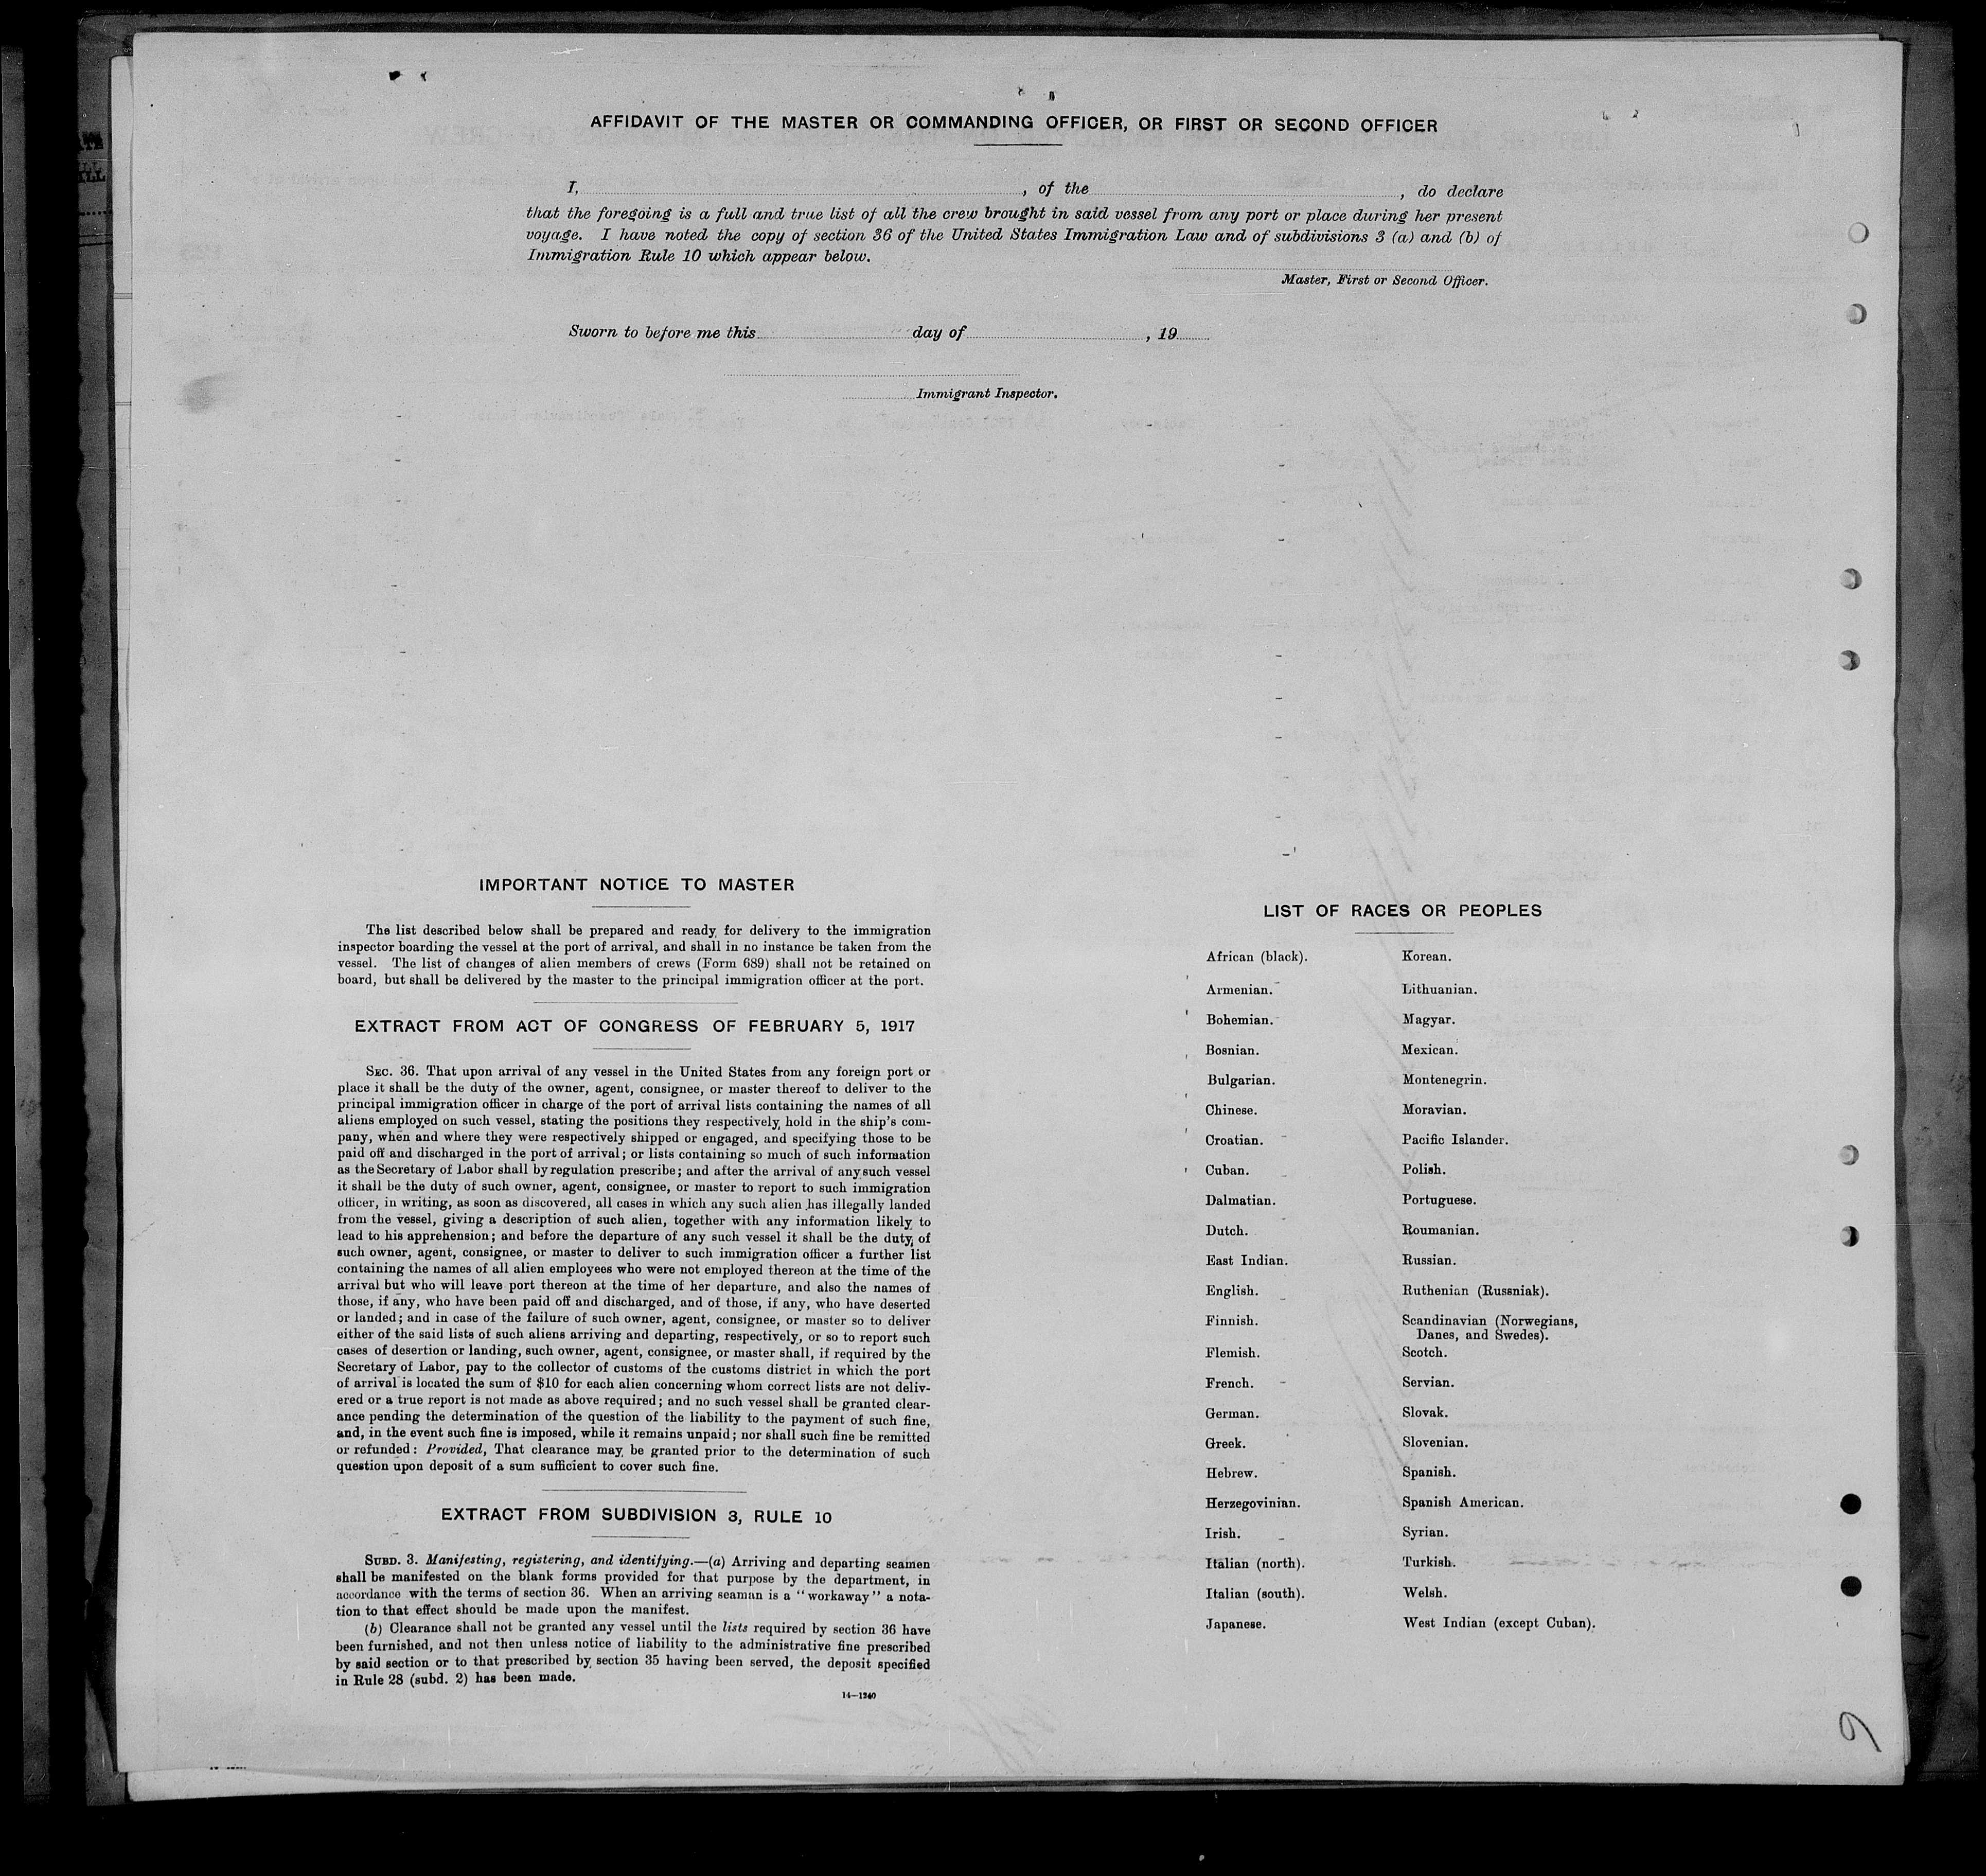 AFFIDAVIT OF THE MASTER OR COMMANDING OFFICER, OR FIRST OR SECOND OFFICER
I, , of the , do declare
that the foregoing is a full and true list of all the crew brought in said vessel from any port or place during her present
voyage. I have noted the copy of section 36 of the United States Immigration Law and of subdivisions 3 (a) and (b) of
Immigration Rule 10 which appear below.
Master, First or Second Officer.
Sworn to before me this day of , 19
Immigrant Inspector.
IMPORTANT NOTICE TO MASTER
The list described below shall be prepared and ready for delivery to the immigration
inspector boarding the vessel at the port of arrival, and shall in no instance be taken from the
vessel. The list of changes of alien members of crews (Form 689) shall not be retained on
board, but shall be delivered by the master to the principal immigration officer at the port.
EXTRACT FROM ACT OF CONGRESS OF FEBRUARY 5, 1917
SEC. 36. That upon arrival of any vessel in the United States from any foreign port or
place it shall be the duty of the owner, agent, consignee, or master thereof to deliver to the
principal immigration officer in charge of the port of arrival lists containing the names of all
aliens employed on such vessel, stating the positions they respectively hold in the ship's com-
pany, when and where they were respectively shipped or engaged, and specifying those to be
paid off and discharged in the port of arrival; or lists containing so much of such information
as the Secretary of Labor shall by regulation prescribe; and after the arrival of any such vessel
it shall be the duty of such owner, agent, consignee, or master to report to such immigration
officer, in writing, as soon as discovered, all cases in which any such alien has illegally landed
from the vessel, giving a description of such alien, together with any information likely to
lead to his apprehension; and before the departure of any such vessel it shall be the duty of
such owner, agent, consignee, or master to deliver to such immigration officer a further list
containing the names of all alien employees who were not employed thereon at the time of the
arrival but who will leave port thereon at the time of her departure, and also the names of
those, if any, who have been paid off and discharged, and of those, if any, who have deserted
or landed; and in case of the failure of such owner, agent, consignee, or master so to deliver
either of the said lists of such aliens arriving and departing, respectively, or so to report such
cases of desertion or landing, such owner, agent, consignee, or master shall, if required by the
Secretary of Labor, pay to the collector of customs of the customs district in which the port
of arrival is located the sum of $10 for each alien concerning whom correct lists are not deliv-
ered or a true report is not made as above required; and no such vessel shall be granted clear-
ance pending the determination of the question of the liability to the payment of such fine,
and, in the event such fine is imposed, while it remains unpaid; nor shall such fine be remitted
or refunded: Provided, That clearance may be granted prior to the determination of such
question upon deposit of a sum sufficient to cover such fine.
EXTRACT FROM SUBDIVISION 3, RULE 10
SUBD. 3. Manifesting, registering, and identifying.—(a) Arriving and departing seamen
shall be manifested on the blank forms provided for that purpose by the department, in
accordance with the terms of section 36. When an arriving seaman is a "workaway" a nota-
tion to that effect should be made upon the manifest.
(b) Clearance shall not be granted any vessel until the lists required by section 36 have
been furnished, and not then unless notice of liability to the administrative fine prescribed
by said section or to that prescribed by section 35 having been served, the deposit specified
in Rule 28 (subd. 2) has been made.
14—1240
LIST OF RACES OR PEOPLES
African (black).
Armenian.
Bohemian.
Bosnian.
Bulgarian.
Chinese.
Croatian.
Cuban.
Dalmatian.
Dutch.
East Indian.
English.
Finnish.
Flemish.
French.
German.
Greek.
Hebrew.
Herzegovinian.
Irish.
Italian (north).
Italian (south).
Japanese.
Korean.
Lithuanian.
Magyar.
Mexican.
Montenegrin.
Moravian.
Pacific Islander.
Polish.
Portuguese.
Roumanian.
Russian.
Ruthenian (Russniak).
Scandinavian (Norwegians,
Danes, and Swedes).
Scotch.
Servian.
Slovak.
Slovenian.
Spanish.
Spanish American.
Syrian.
Turkish.
Welsh.
West Indian (except Cuban).